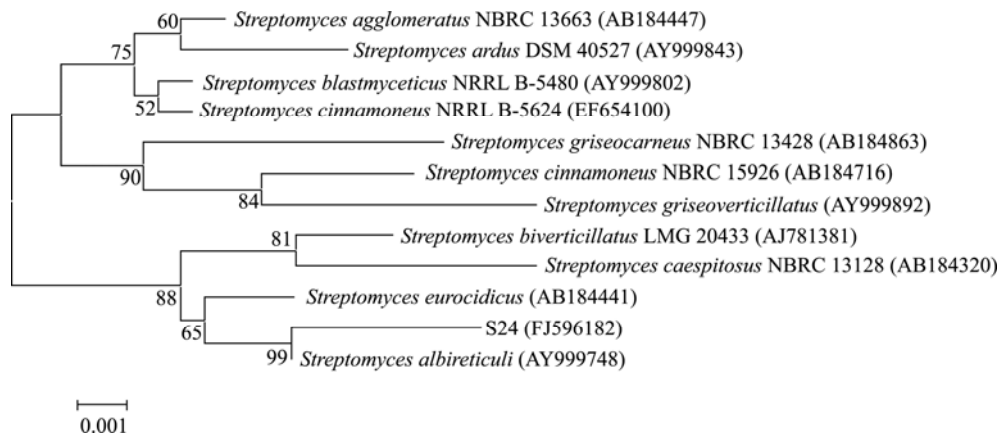 60 Streptomyces agglomeratus NBRC 13663 (AB184447)
75 Streptomyces ardus DSM 40527 (AY999843)
Streptomyces blastmyceticus NRRL B-5480 (AY999802)
52 Streptomyces cinnamoneus NRRL B-5624 (EF654100)
Streptomyces griseocarneus NBRC 13428 (AB184863)
90 Streptomyces cinnamoneus NBRC 15926 (AB184716)
84 Streptomyces griseoverticillatus (AY999892)
81 Streptomyces biverticillatus LMG 20433 (AJ781381)
Streptomyces caespitosus NBRC 13128 (AB184320)
88 Streptomyces eurocidicus (AB184441)
65 S24 (FJ596182)
99 Streptomyces albireticuli (AY999748)
0.001